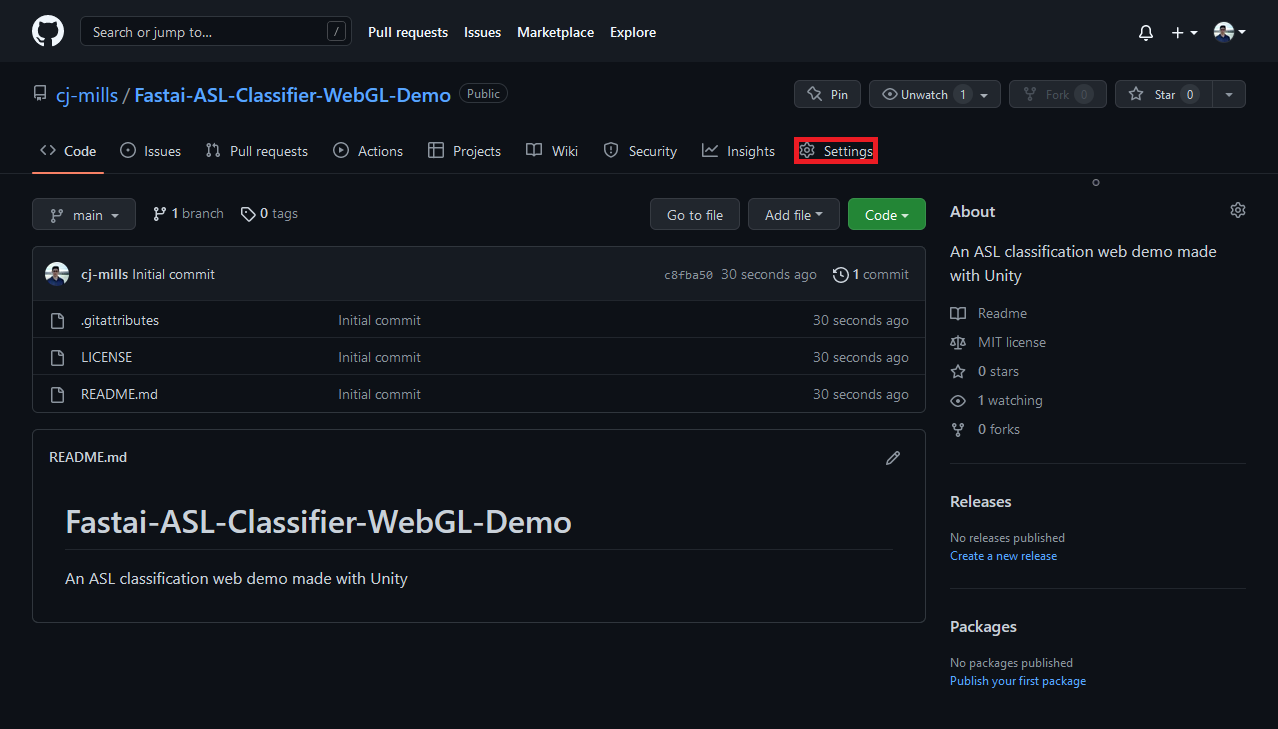 Search or jump to... / Pull requests Issues Marketplace Explore
cj-mills / Fastai-ASL-Classifier-WebGL-Demo Public Pin Unwatch 1 Fork 0 Star 0
Code Issues Pull requests Actions Projects Wiki Security Insights Settings
main 1 branch 0 tags Go to file Add file Code
cj-mills Initial commit c8fba50 30 seconds ago 1 commit
.gitattributes Initial commit 30 seconds ago
LICENSE Initial commit 30 seconds ago
README.md Initial commit 30 seconds ago
README.md
Fastai-ASL-Classifier-WebGL-Demo
An ASL classification web demo made with Unity
About
An ASL classification web demo made
with Unity
Readme
MIT license
0 stars
1 watching
0 forks
Releases
No releases published
Create a new release
Packages
No packages published
Publish your first package